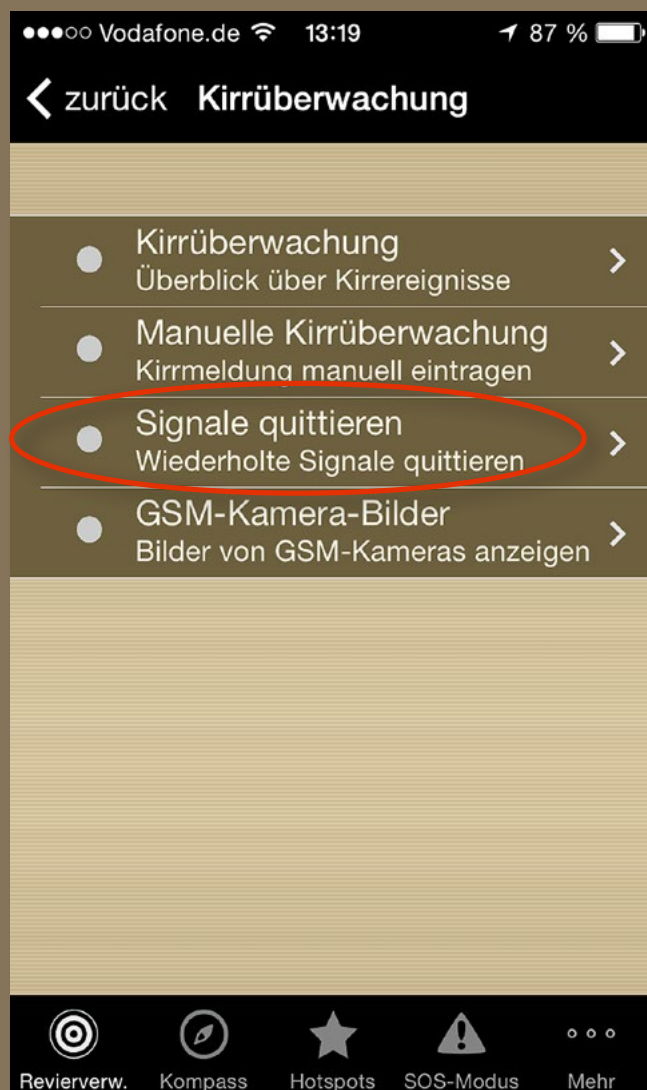 Vodafone.de 13:19 87 %
zurück Kirrüberwachung
Kirrüberwachung
Überblick über Kirrereignisse
Manuelle Kirrüberwachung
Kirrmeldung manuell eintragen
Signale quittieren
Wiederholte Signale quittieren
GSM-Kamera-Bilder
Bilder von GSM-Kameras anzeigen
Revierverw. Kompass Hotspots SOS-Modus Mehr